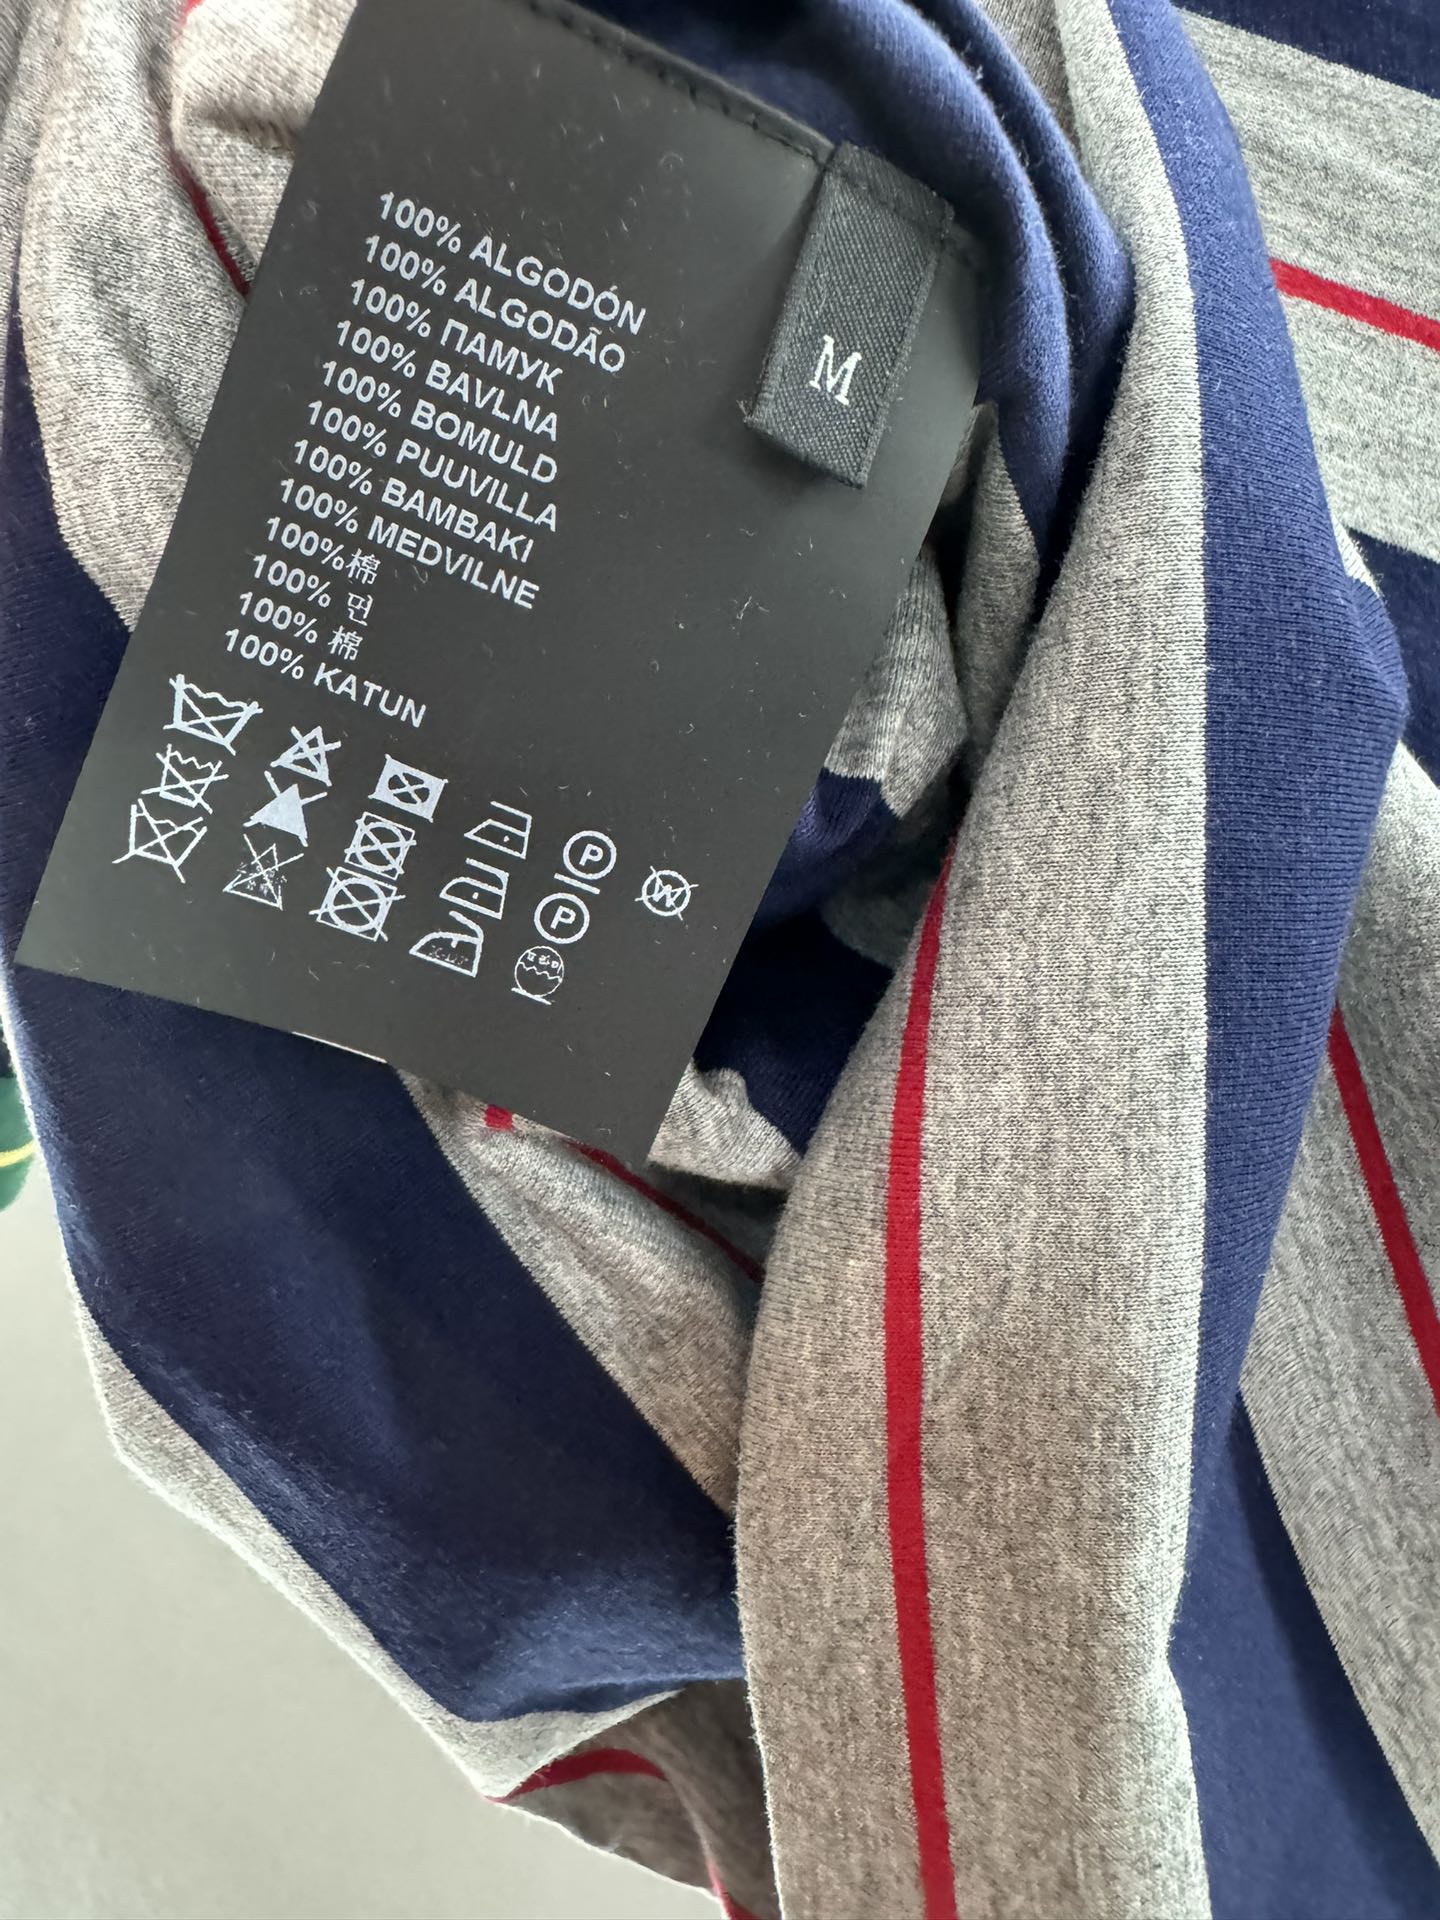 100% ALGODÓN
100% ALGODÃO
100% ПАМУК
100% BAVLNA
100% BOMULD
100% PUUVILLA
100% BAMBAKI
100% MEDVILNE
100%棉
100% 면
100% 棉
100% KATUN
M
P
W
P